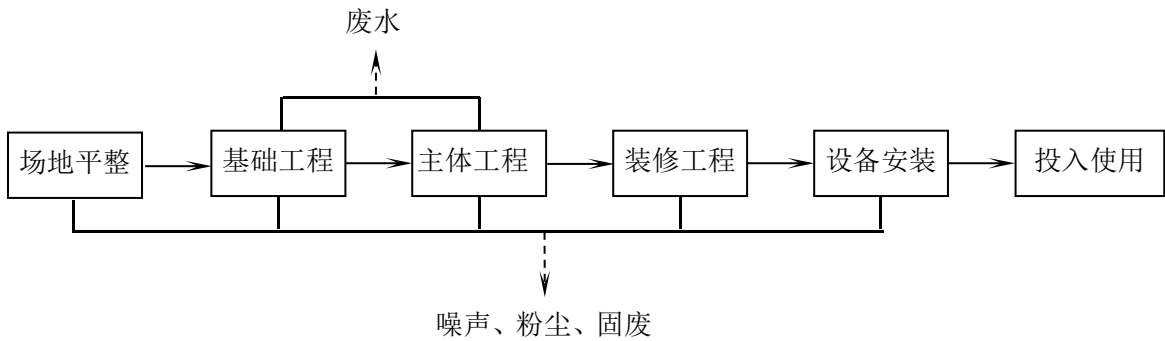 废水
场地平整
基础工程
主体工程
装修工程
设备安装
投入使用
噪声、粉尘、固废